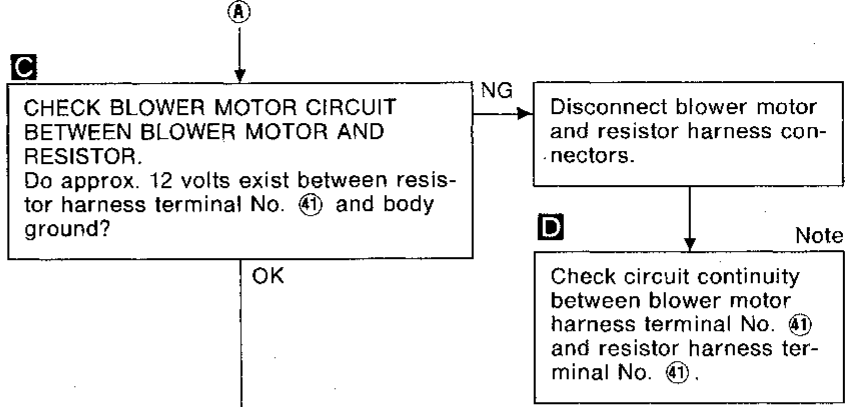 Ⓐ
C
CHECK BLOWER MOTOR CIRCUIT
BETWEEN BLOWER MOTOR AND
RESISTOR.
Do approx. 12 volts exist between resis-
tor harness terminal No. ㊶ and body
ground?
NG
Disconnect blower motor
and resistor harness con-
nectors.
OK
D
Note
Check circuit continuity
between blower motor
harness terminal No. ㊶
and resistor harness ter-
minal No. ㊶.